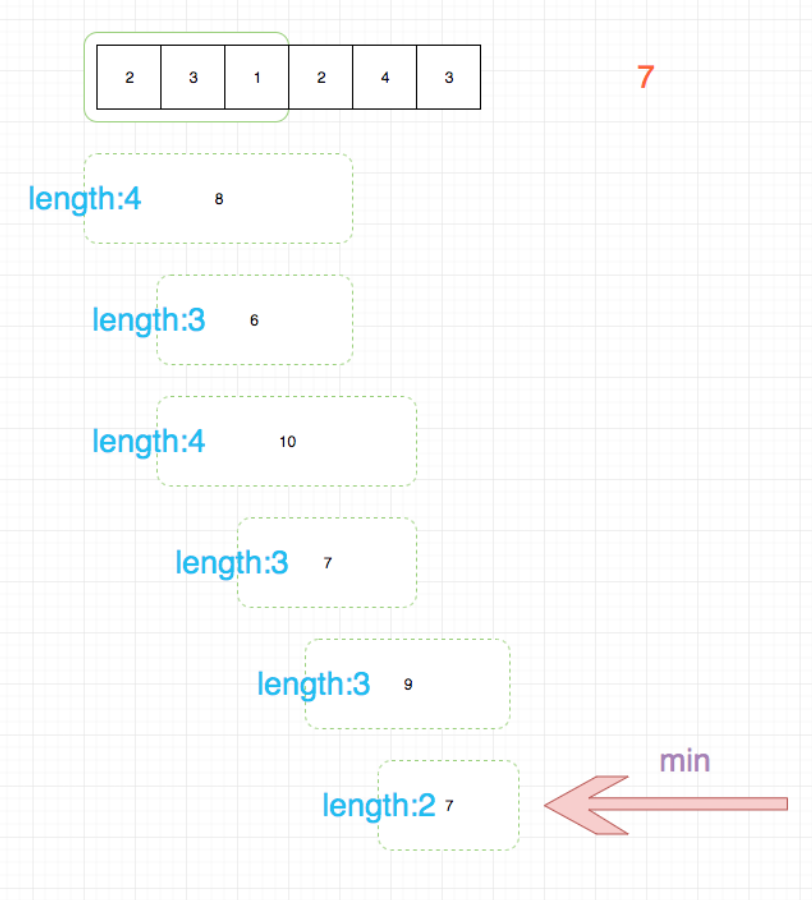 2 3 1 2 4 3
7
length:4 8
length:3 6
length:4 10
length:3 7
length:3 9
min
length:2 7